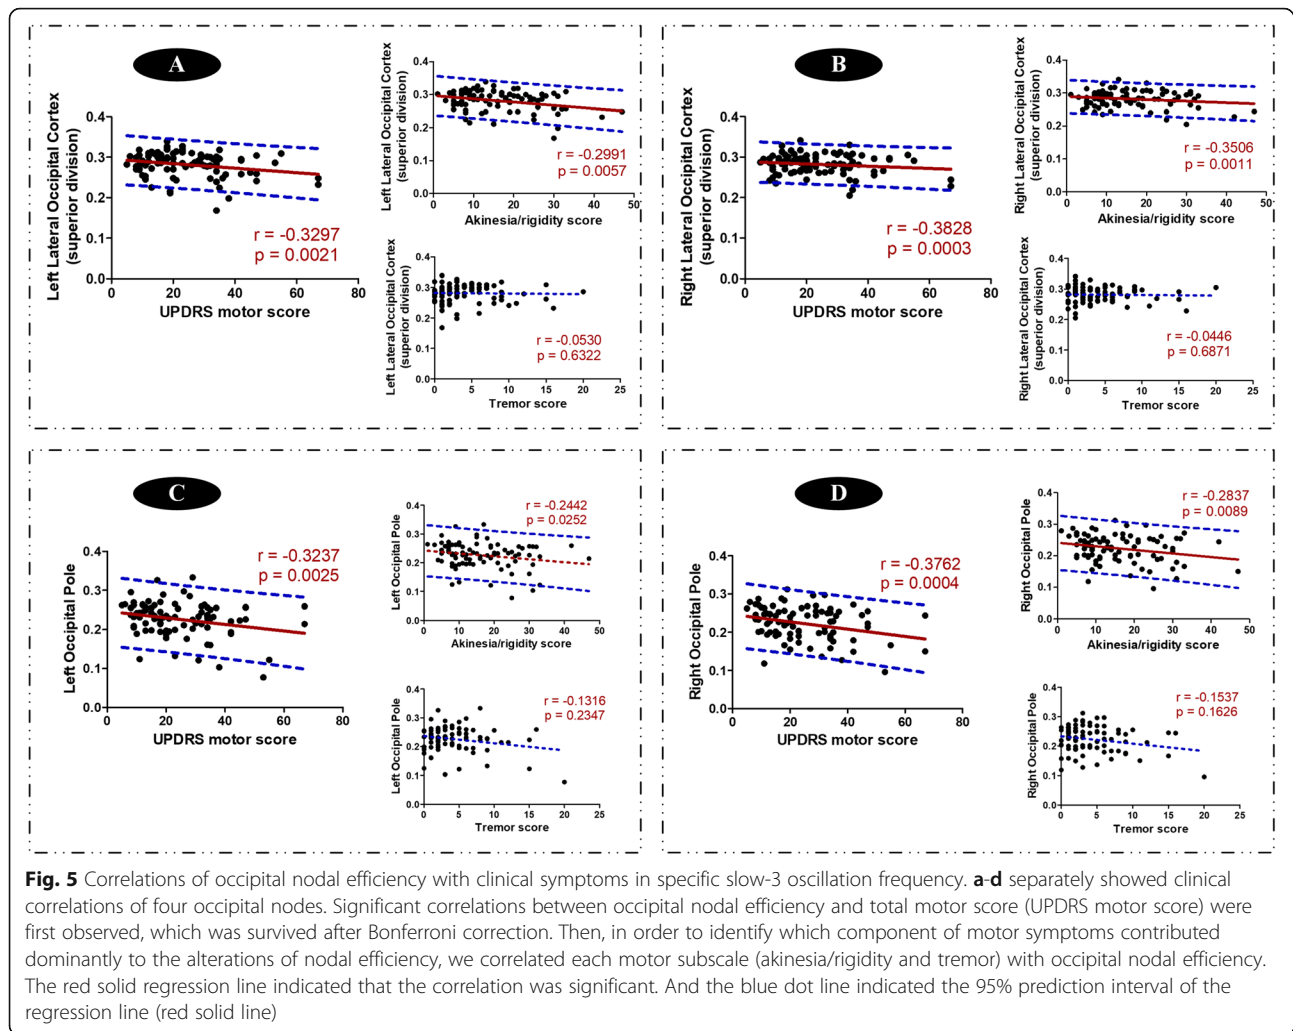 A
Left Lateral Occipital Cortex
(superior division)
0.4
0.3
0.2
0.1
0.0
0 20 40 60 80
UPDRS motor score
r = -0.3297
p = 0.0021
Left Lateral Occipital Cortex
(superior division)
0.4
0.3
0.2
0.1
0.0
0 10 20 30 40 50
Akinesia/rigidity score
r = -0.2991
p = 0.0057
Left Lateral Occipital Cortex
(superior division)
0.4
0.3
0.2
0.1
0.0
0 5 10 15 20 25
Tremor score
r = -0.0530
p = 0.6322
B
Right Lateral Occipital Cortex
(superior division)
0.4
0.3
0.2
0.1
0.0
0 20 40 60 80
UPDRS motor score
r = -0.3828
p = 0.0003
Right Lateral Occipital Cortex
(superior division)
0.4
0.3
0.2
0.1
0.0
0 10 20 30 40 50
Akinesia/rigidity score
r = -0.3506
p = 0.0011
Right Lateral Occipital Cortex
(superior division)
0.4
0.3
0.2
0.1
0.0
0 5 10 15 20 25
Tremor score
r = -0.0446
p = 0.6871
C
Left Occipital Pole
0.4
0.3
0.2
0.1
0.0
0 20 40 60 80
UPDRS motor score
r = -0.3237
p = 0.0025
Left Occipital Pole
0.4
0.3
0.2
0.1
0.0
0 10 20 30 40 50
Akinesia/rigidity score
r = -0.2442
p = 0.0252
Left Occipital Pole
0.4
0.3
0.2
0.1
0.0
0 5 10 15 20 25
Tremor score
r = -0.1316
p = 0.2347
D
Right Occipital Pole
0.4
0.3
0.2
0.1
0.0
0 20 40 60 80
UPDRS motor score
r = -0.3762
p = 0.0004
Right Occipital Pole
0.4
0.3
0.2
0.1
0.0
0 10 20 30 40 50
Akinesia/rigidity score
r = -0.2837
p = 0.0089
Right Occipital Pole
0.4
0.3
0.2
0.1
0.0
0 5 10 15 20 25
Tremor score
r = -0.1537
p = 0.1626
Fig. 5 Correlations of occipital nodal efficiency with clinical symptoms in specific slow-3 oscillation frequency. a-d separately showed clinical
correlations of four occipital nodes. Significant correlations between occipital nodal efficiency and total motor score (UPDRS motor score) were
first observed, which was survived after Bonferroni correction. Then, in order to identify which component of motor symptoms contributed
dominantly to the alterations of nodal efficiency, we correlated each motor subscale (akinesia/rigidity and tremor) with occipital nodal efficiency.
The red solid regression line indicated that the correlation was significant. And the blue dot line indicated the 95% prediction interval of the
regression line (red solid line)